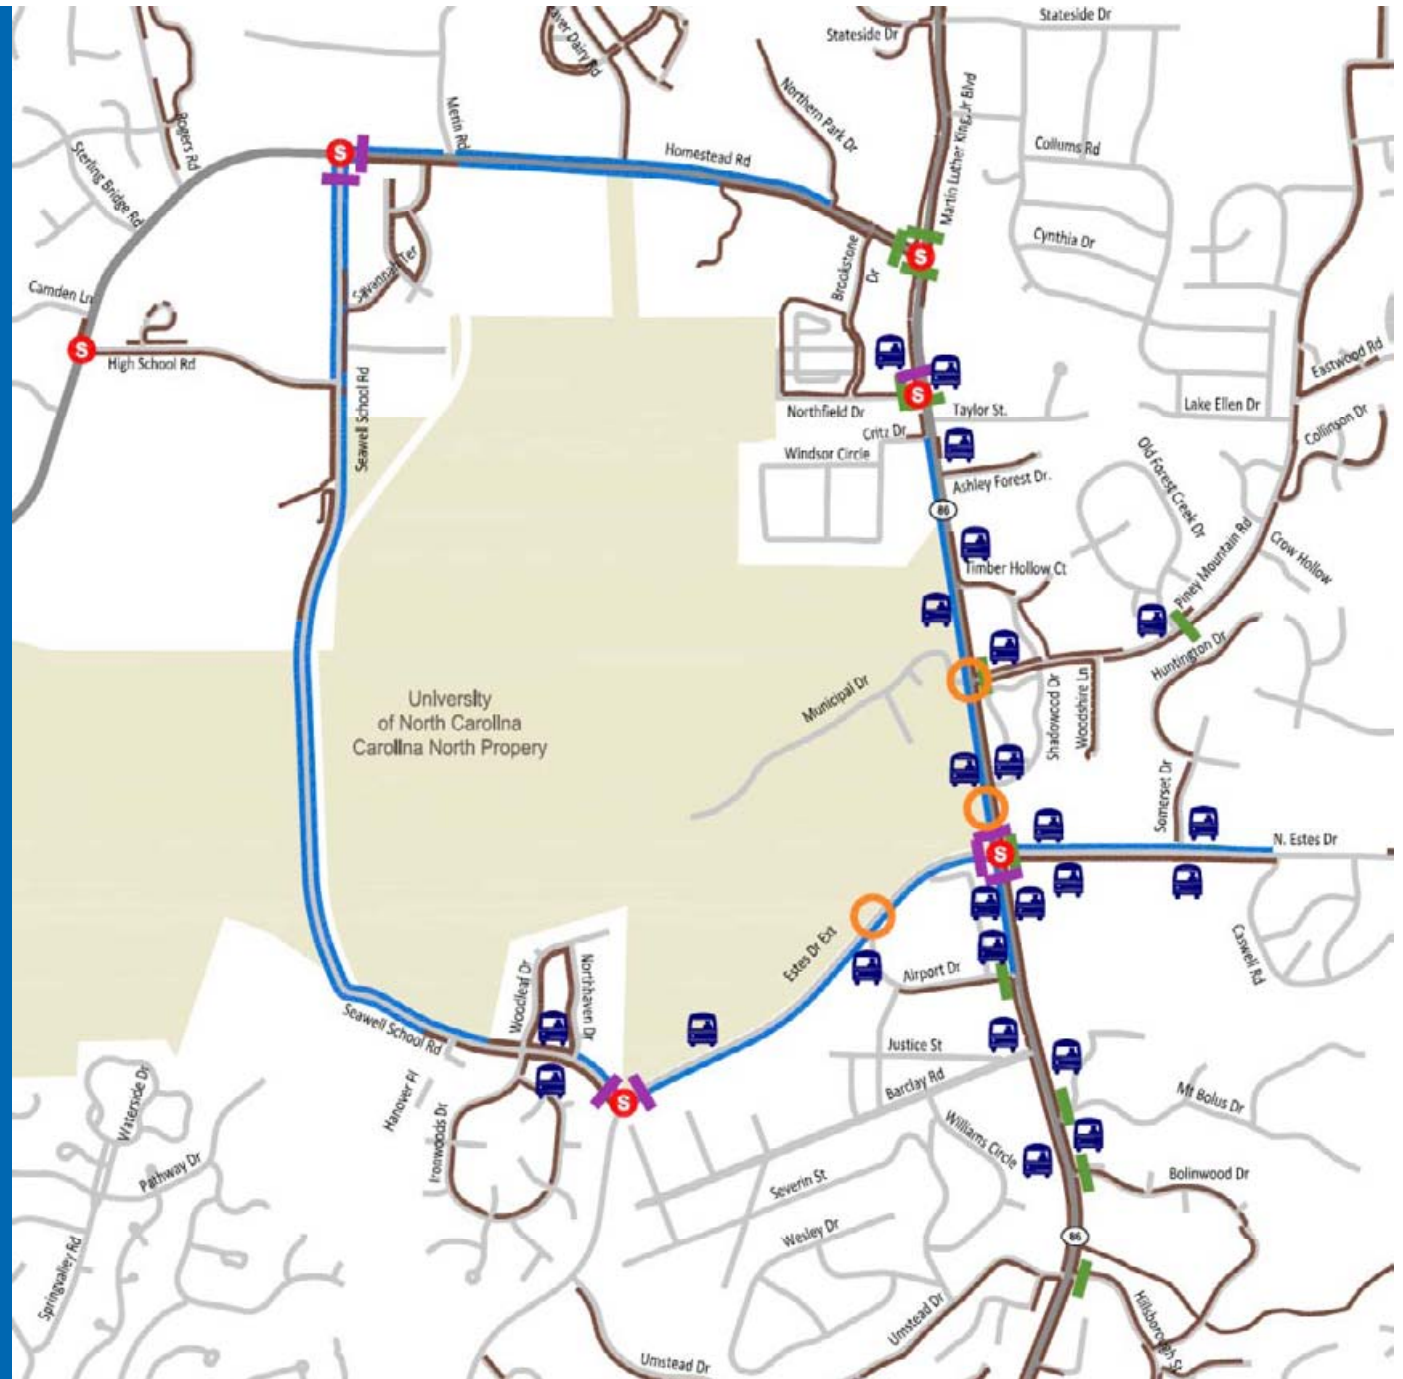 Stateside Dr
Stateside Dr
Rogers Rd
Merin Rd
Northern Park Dr
Martin Luther King Jr Blvd
Homestead Rd
Collums Rd
Sterling Bridge Rd
S
S
Cynthia Dr
Savannah Ter
Brookstone
Dr
Camden Ln
S
High School Rd
Eastwood Rd
S
Northfield Dr
Taylor St.
Lake Ellen Dr
Collinson Dr
Seawell School Rd
Critz Dr
Windsor Circle
Ashley Forest Dr.
Old Forest Creek Dr
86
Crow Hollow
Timber Hollow Ct
Piney Mountain Rd
Huntington Dr
Municipal Dr
University
of North Carolina
Carolina North Propery
Shadowood Dr
Woodshire Ln
Somerset Dr
N. Estes Dr
S
Estes Dr Ext
Caswell Rd
Airport Dr
Woodleaf Dr
Northhaven Dr
Seawell School Rd
Justice St
Barclay Rd
Mt Bolus Dr
S
Waterside Dr
Hanover Pl
Ironwoods Dr
Williams Circle
Pathway Dr
Severin St
Bolinwood Dr
Wesley Dr
86
Springvalley Rd
Umstead Dr
Hillsborough St
Umstead Dr